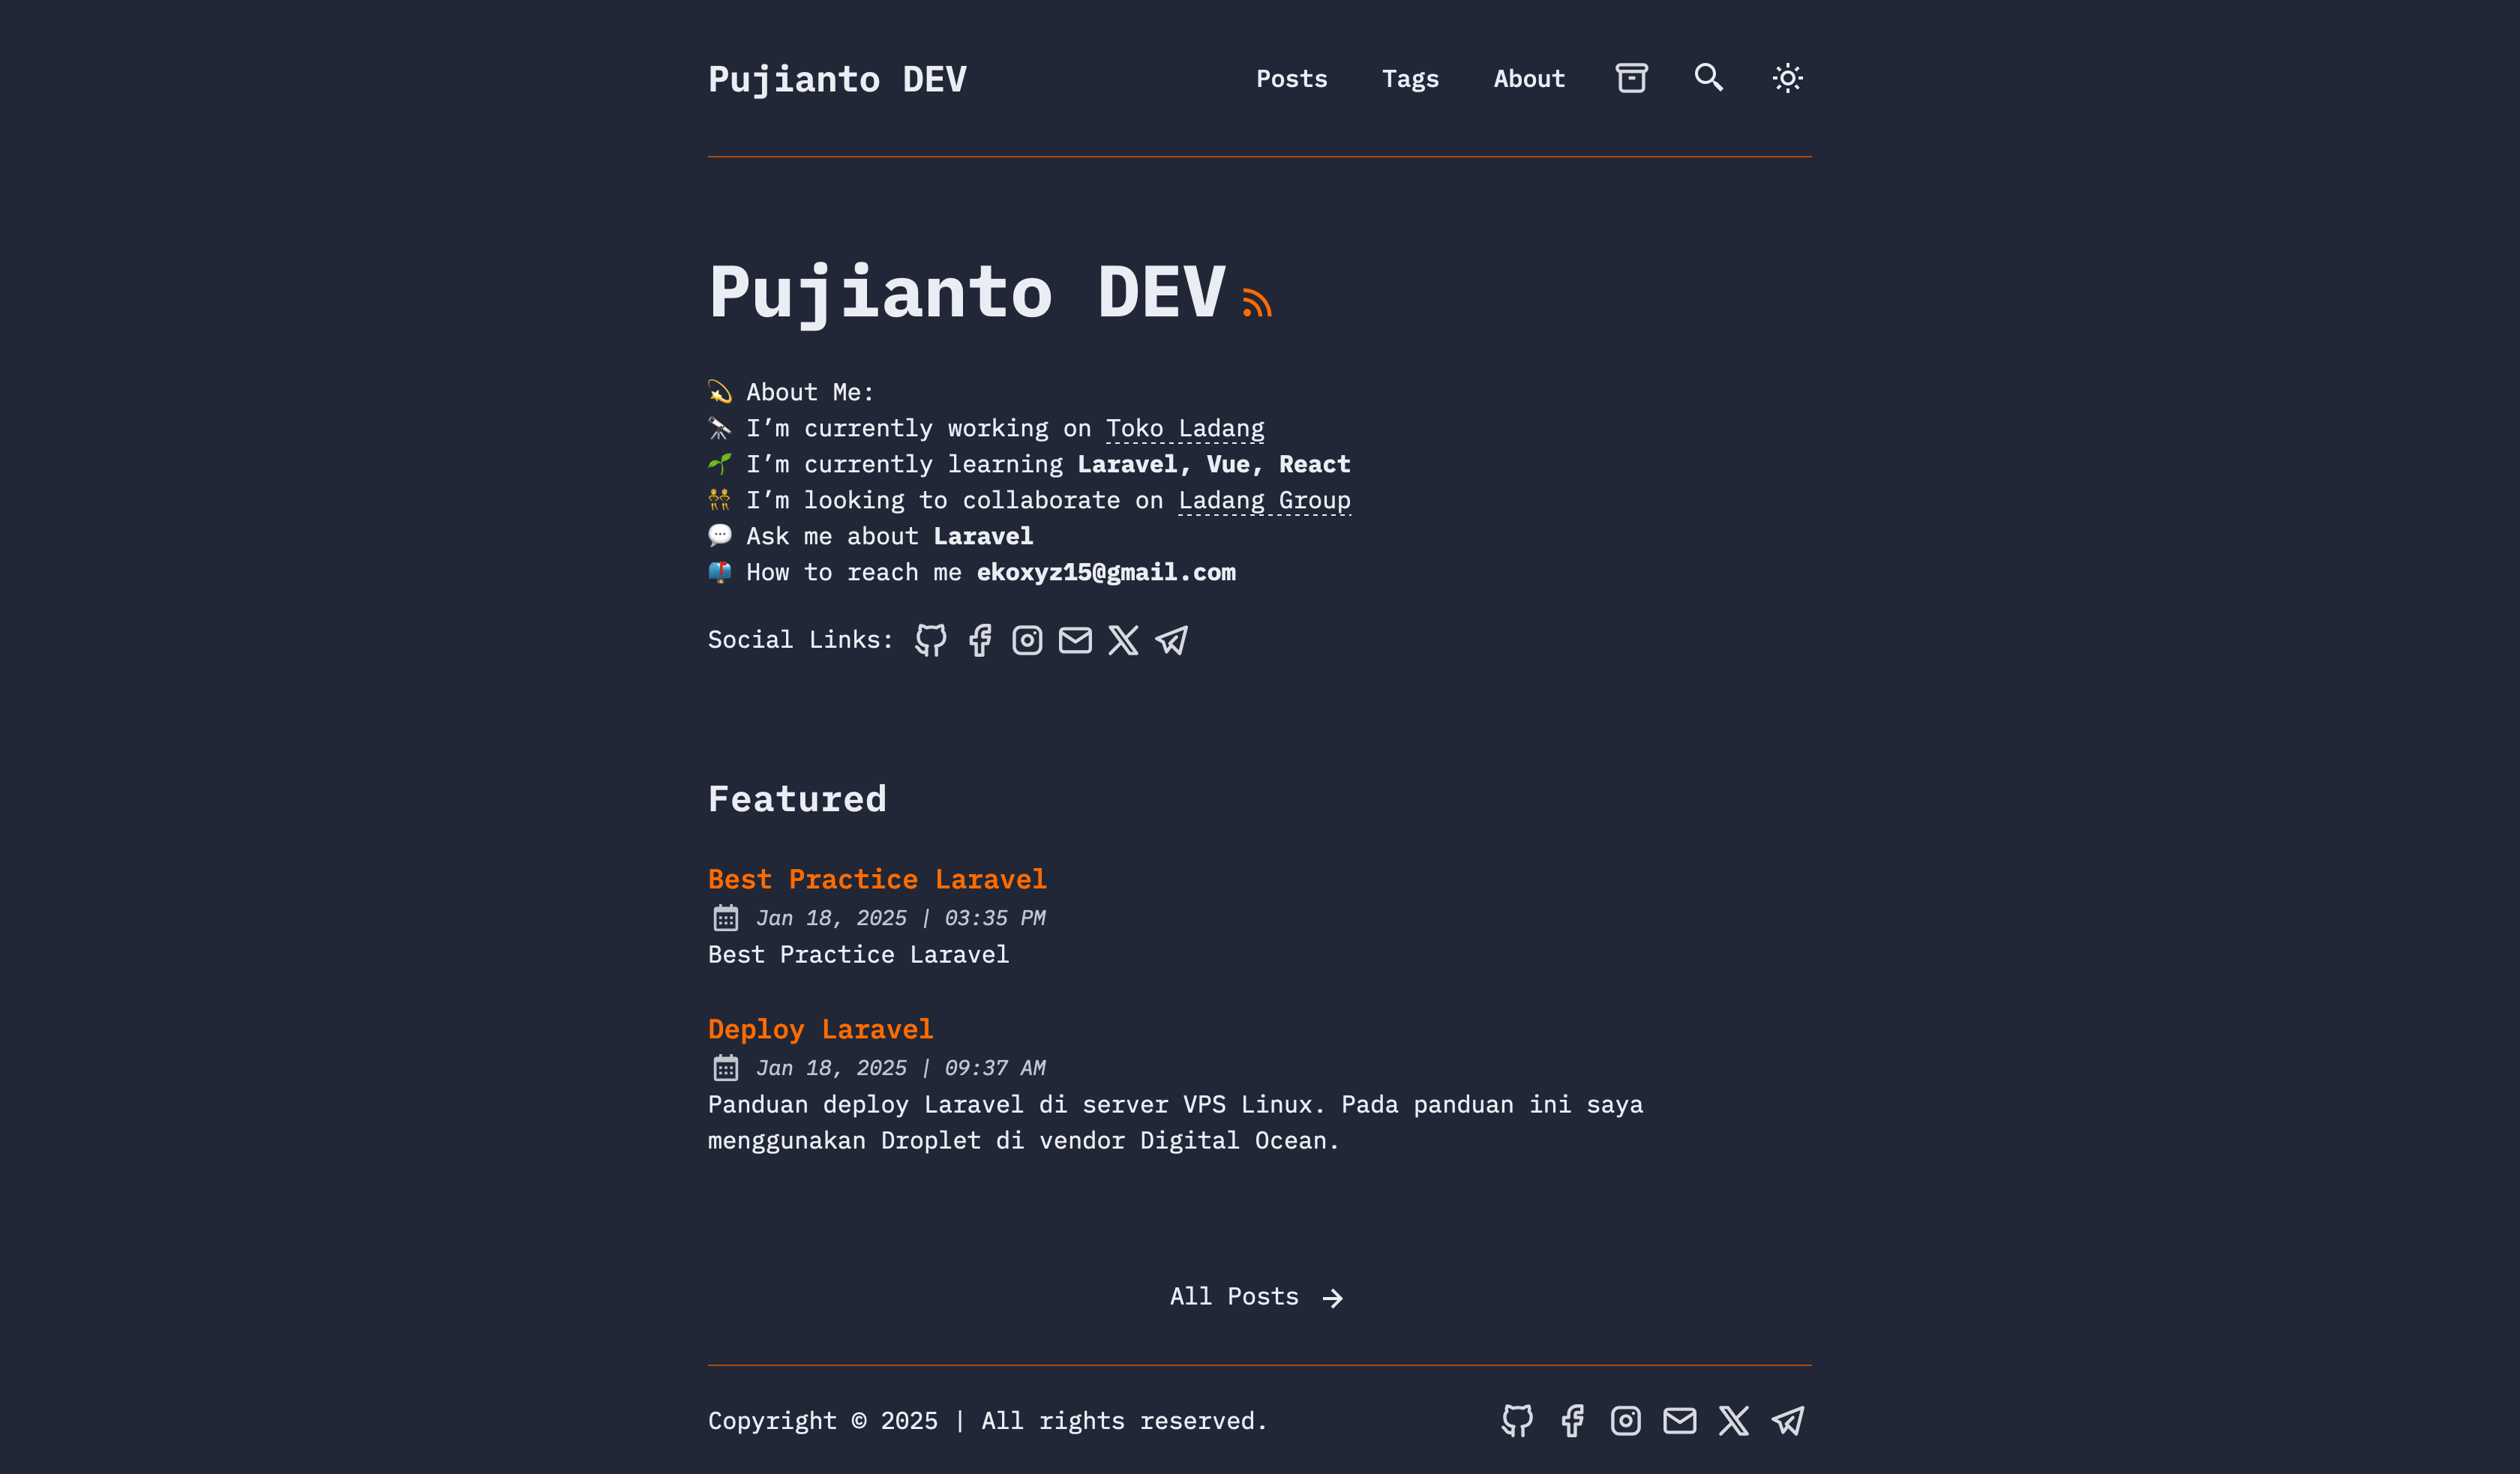 Pujianto DEV
Posts Tags About
Pujianto DEV
💫 About Me:
🔭 I’m currently working on Toko Ladang
🌱 I’m currently learning Laravel, Vue, React
👯 I’m looking to collaborate on Ladang Group
💬 Ask me about Laravel
📫 How to reach me ekoxyz15@gmail.com
Social Links:
Featured
Best Practice Laravel
Jan 18, 2025 | 03:35 PM
Best Practice Laravel
Deploy Laravel
Jan 18, 2025 | 09:37 AM
Panduan deploy Laravel di server VPS Linux. Pada panduan ini saya
menggunakan Droplet di vendor Digital Ocean.
All Posts →
Copyright © 2025 | All rights reserved.